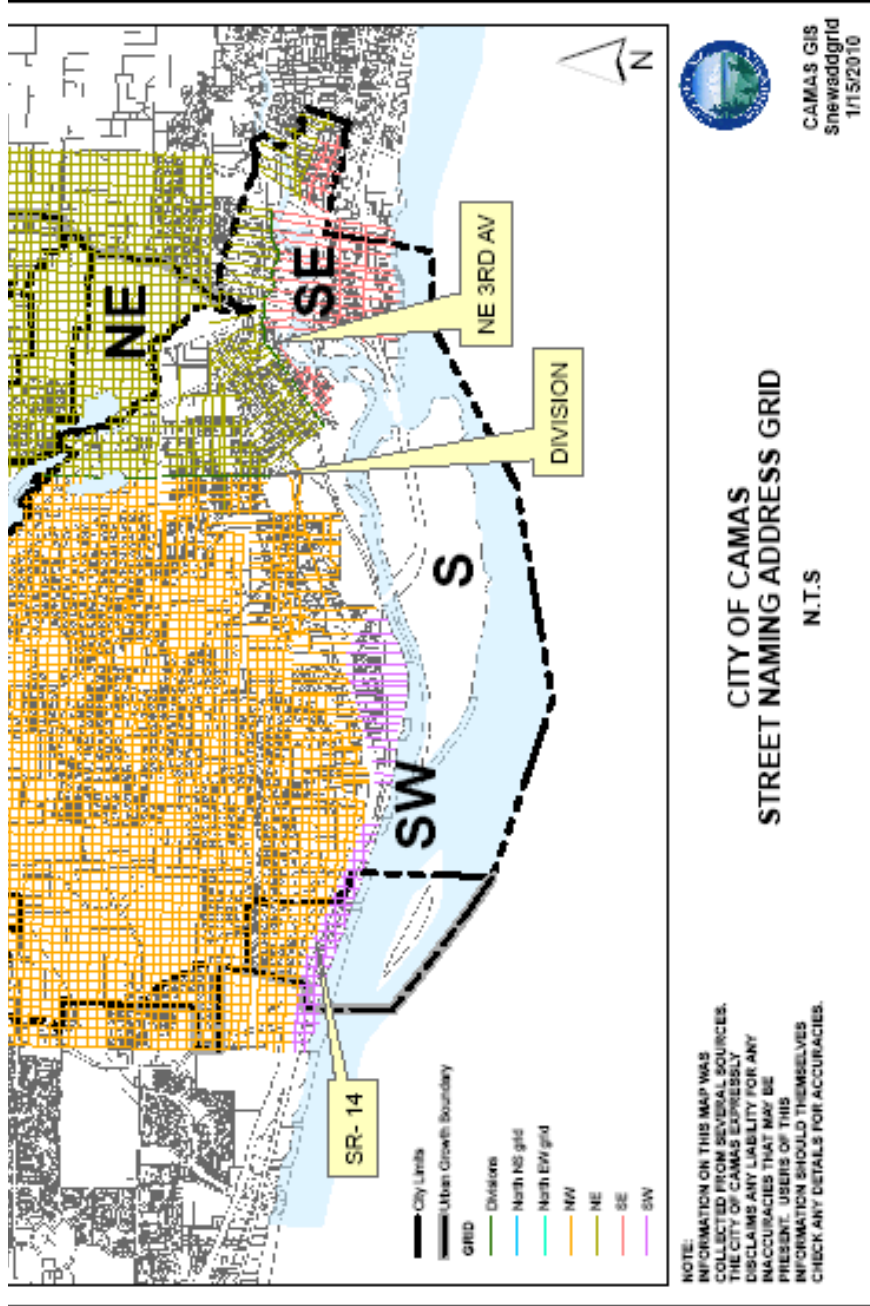 NE
SE
S
SW
N
NE 3RD AV
DIVISION
SR- 14
City Limits
Urban Growth Boundary
GRID
Divisions
North NS grid
North EW grid
NW
NE
SE
SW
CITY OF CAMAS
STREET NAMING ADDRESS GRID
N.T.S
CAMAS GIS
Snewaddgrid
1/15/2010
NOTE:
INFORMATION ON THIS MAP WAS
COLLECTED FROM SEVERAL SOURCES.
THE CITY OF CAMAS EXPRESSLY
DISCLAIMS ANY LIABILITY FOR ANY
INACCURACIES THAT MAY BE
PRESENT. USERS OF THIS
INFORMATION SHOULD THEMSELVES
CHECK ANY DETAILS FOR ACCURACIES.